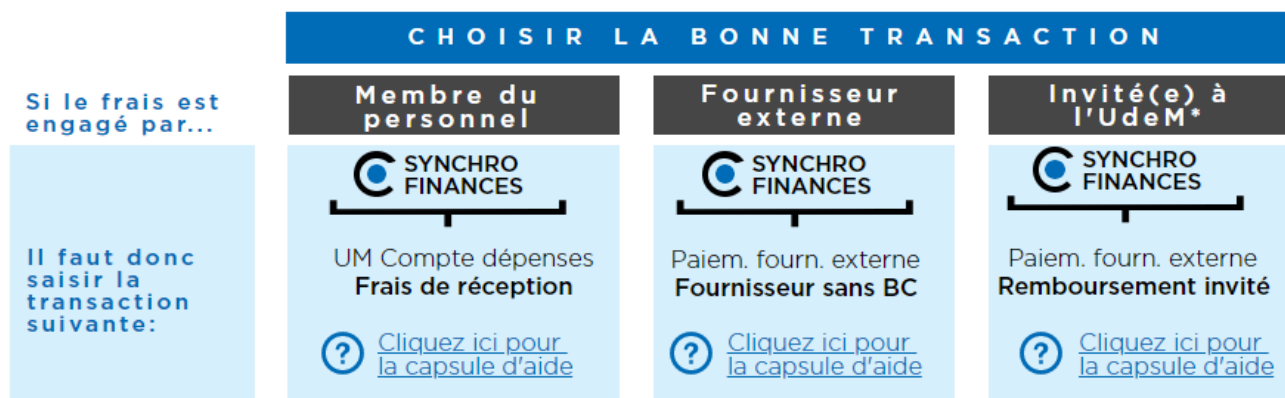 CHOISIR LA BONNE TRANSACTION
Si le frais est
engagé par...
Membre du
personnel
Fournisseur
externe
Invité(e) à
l'UdeM*
Il faut donc
saisir la
transaction
suivante:
SYNCHRO
FINANCES
UM Compte dépenses
Frais de réception
?
Cliquez ici pour
la capsule d'aide
SYNCHRO
FINANCES
Paiem. fourn. externe
Fournisseur sans BC
?
Cliquez ici pour
la capsule d'aide
SYNCHRO
FINANCES
Paiem. fourn. externe
Remboursement invité
?
Cliquez ici pour
la capsule d'aide